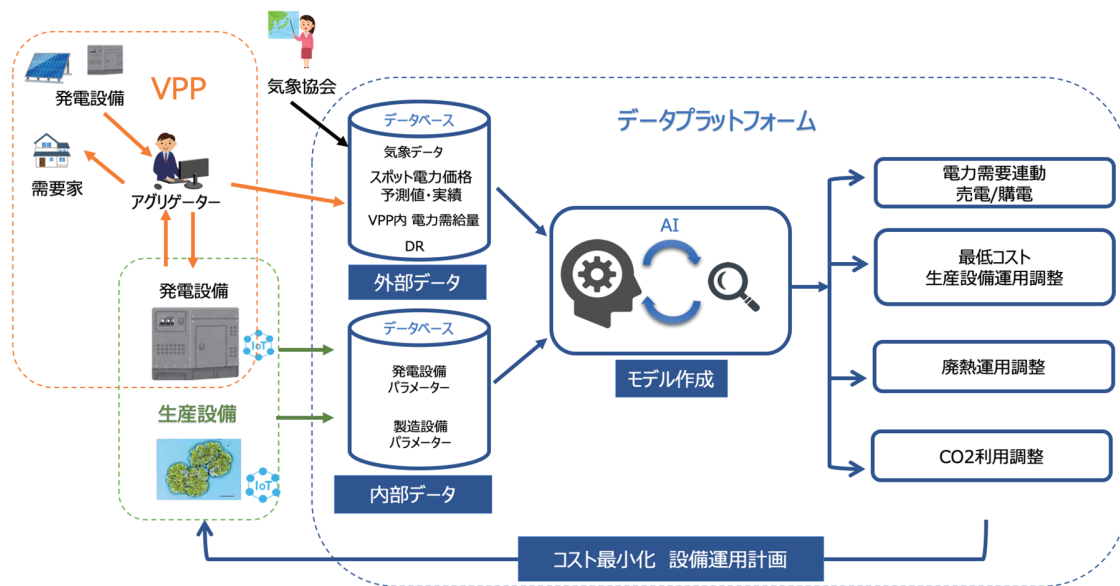 VPP
発電設備
需要家
アグリゲーター
発電設備
IoT
生産設備
IoT
気象協会
データプラットフォーム
データベース
気象データ
スポット電力価格
予測値・実績
VPP内 電力需給量
DR
外部データ
データベース
発電設備
パラメーター
製造設備
パラメーター
内部データ
AI
モデル作成
電力需要連動
売電/購電
最低コスト
生産設備運用調整
廃熱運用調整
CO2利用調整
コスト最小化 設備運用計画